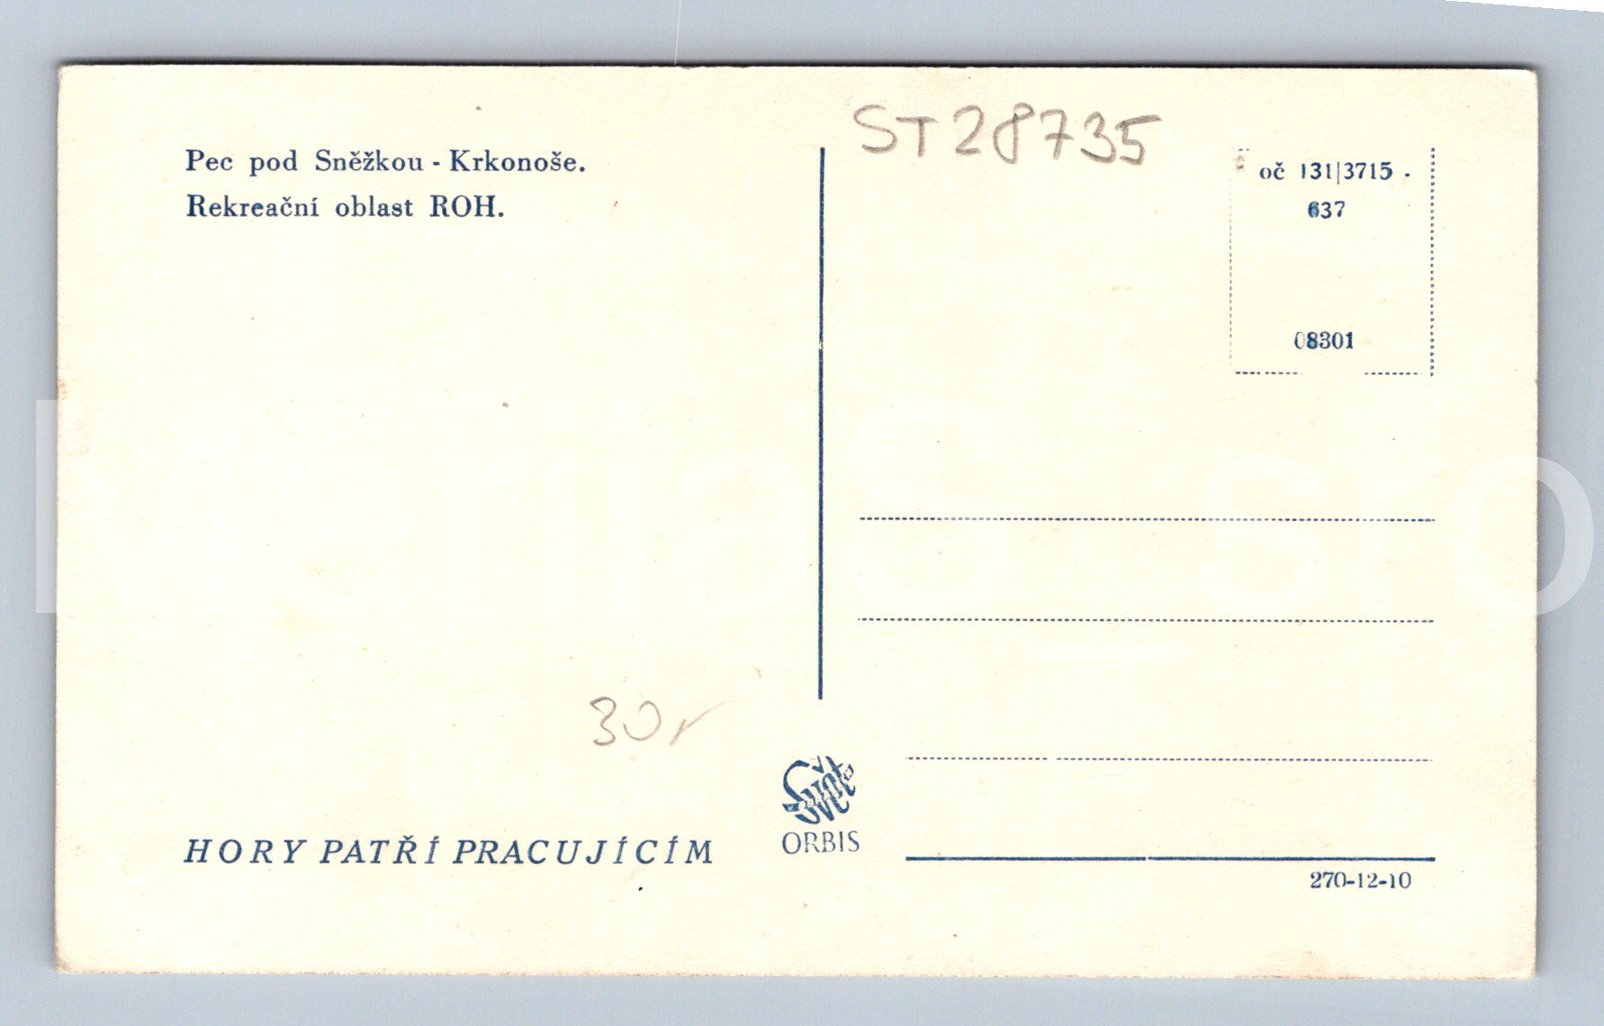 Pec pod Sněžkou - Krkonoše.
Rekreační oblast ROH.
ST28735
oč 131|3715 -
637
08301
30,-
Svět
ORBIS
HORY PATŘÍ PRACUJÍCÍM
270-12-10